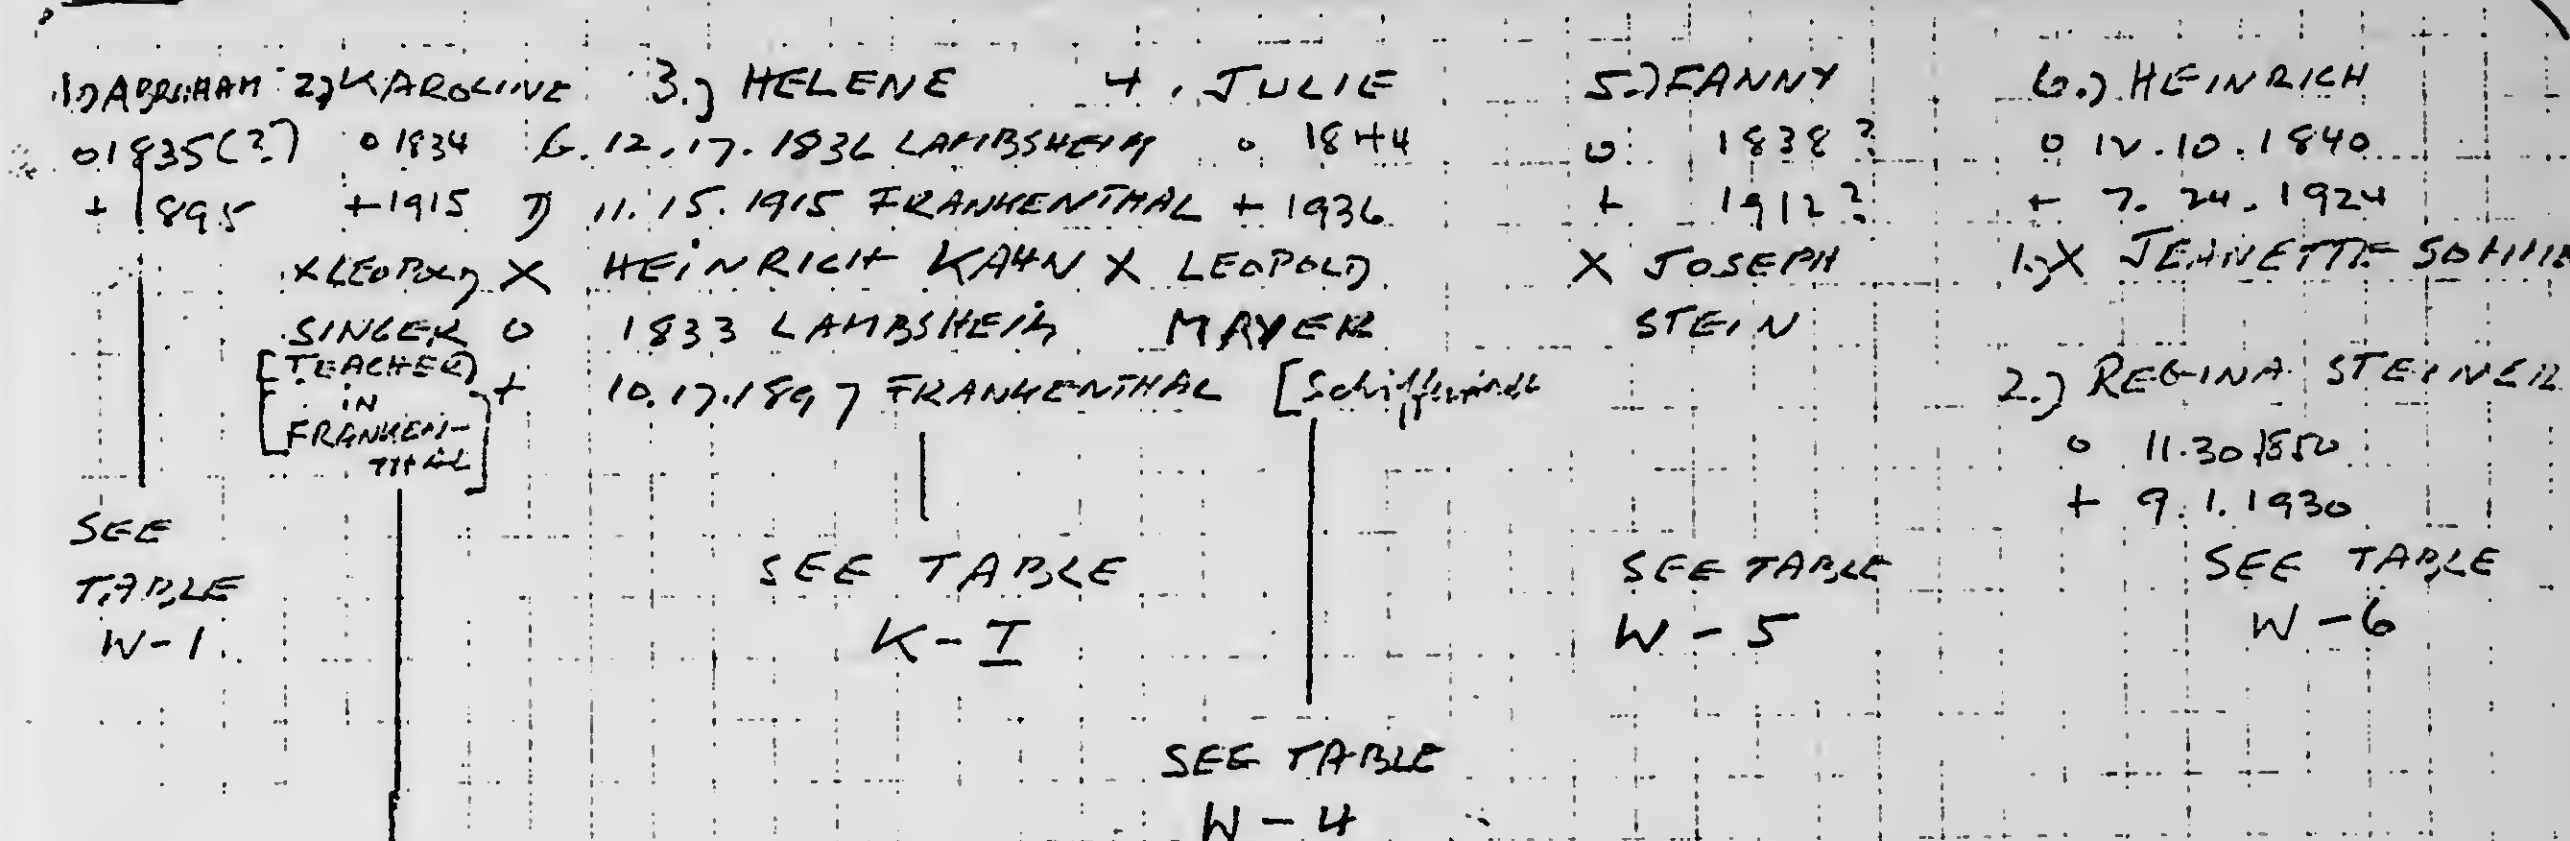 1.) ABRAHAM 2.) KAROLINE 3.) HELENE 4. JULIE 5.) FANNY 6.) HEINRICH
o 1835(?) o 1834 G. 12.17.1836 LAMBSHEIM o 1844 o 1838? o 12.10.1840
+ 1895 + 1915 D 11.15.1915 FRANKENTHAL + 1936 + 1912? + 7.24.1924
X LEOPOLD X HEINRICH KAHN X LEOPOLD X JOSEPH 1.) X JEANETTE
SINGER o 1833 LAMBSHEIM MAYER STEIN
[TEACHER + 10.17.1897 FRANKENTHAL 2.) REGINA STEINER
IN
FRANKEN-
THAL]
o 11.30.1850
+ 9.1.1930
SEE
TABLE
W-1.
SEE TABLE
K-I
SEE TABLE
W-4
SEE TABLE
W-5
SEE TABLE
W-6